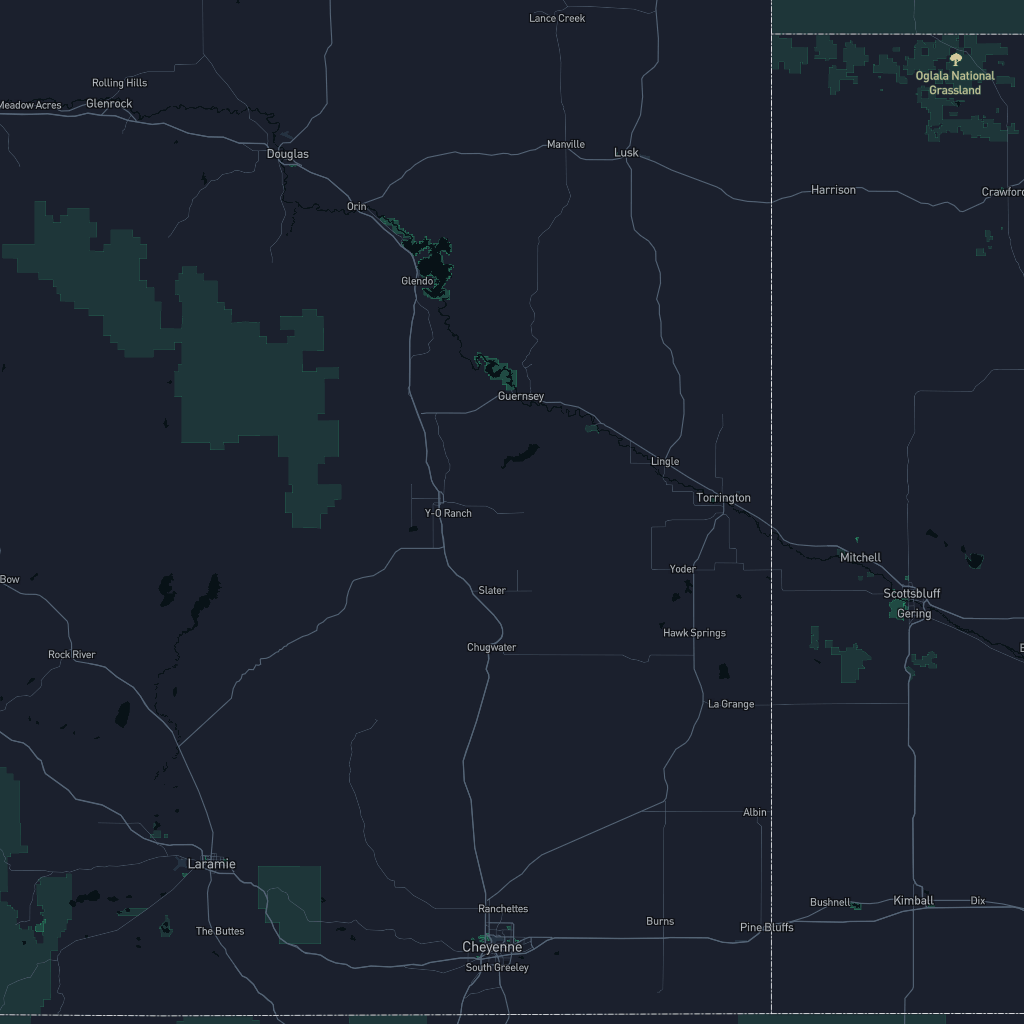 Lance Creek
Oglala National
Grassland
Rolling Hills
Meadow Acres
Glenrock
Manville
Lusk
Douglas
Harrison
Crawford
Orin
Glendo
Guernsey
Lingle
Torrington
Y-O Ranch
Mitchell
Yoder
Bow
Slater
Scottsbluff
Gering
Hawk Springs
Chugwater
Rock River
La Grange
Albin
Laramie
Bushnell
Kimball
Dix
Ranchettes
Burns
Pine Bluffs
The Buttes
Cheyenne
South Greeley